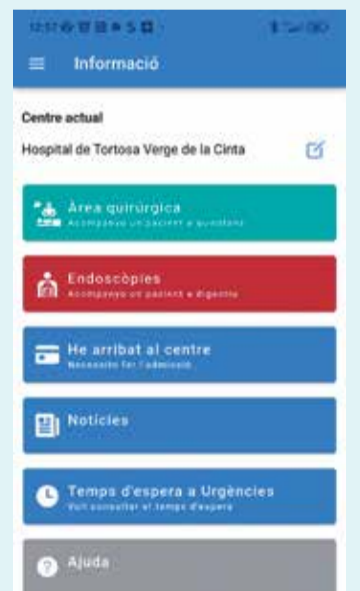 Informació
Centre actual
Hospital de Tortosa Verge de la Cinta
Àrea quirúrgica
Acompanyo un pacient a quiròfans
Endoscòpies
Acompanyo un pacient a digestiu
He arribat al centre
Necessito fer l'admissió
Notícies
Temps d'espera a Urgències
Vull consultar el temps d'espera
Ajuda